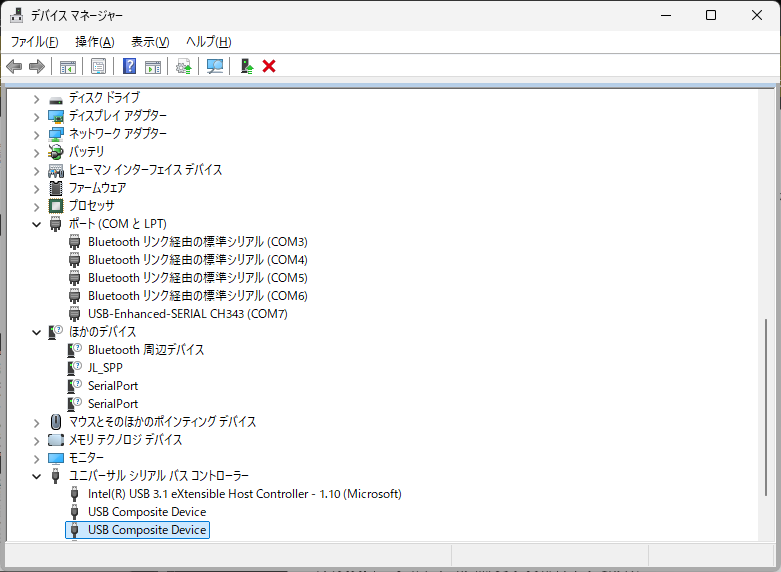 デバイス マネージャー
ファイル(F) 操作(A) 表示(V) ヘルプ(H)
ディスク ドライブ
ディスプレイ アダプター
ネットワーク アダプター
バッテリ
ヒューマン インターフェイス デバイス
ファームウェア
プロセッサ
ポート (COM と LPT)
Bluetooth リンク経由の標準シリアル (COM3)
Bluetooth リンク経由の標準シリアル (COM4)
Bluetooth リンク経由の標準シリアル (COM5)
Bluetooth リンク経由の標準シリアル (COM6)
USB-Enhanced-SERIAL CH343 (COM7)
ほかのデバイス
Bluetooth 周辺デバイス
JL_SPP
SerialPort
SerialPort
マウスとそのほかのポインティング デバイス
メモリ テクノロジ デバイス
モニター
ユニバーサル シリアル バス コントローラー
Intel(R) USB 3.1 eXtensible Host Controller - 1.10 (Microsoft)
USB Composite Device
USB Composite Device